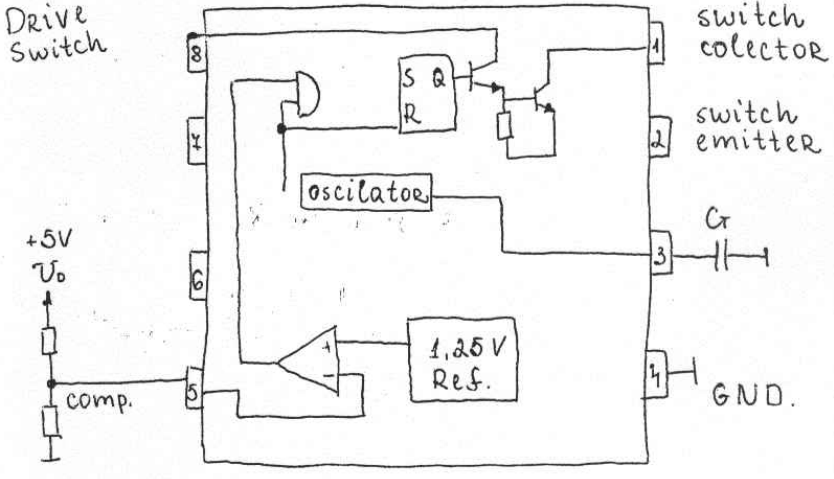 Drive
Switch
8
7
6
5
S Q
R
oscilator
1
2
3
4
switch
colector
switch
emitter
CT
+5V
U0
comp.
+
-
1,25V
Ref.
GND.